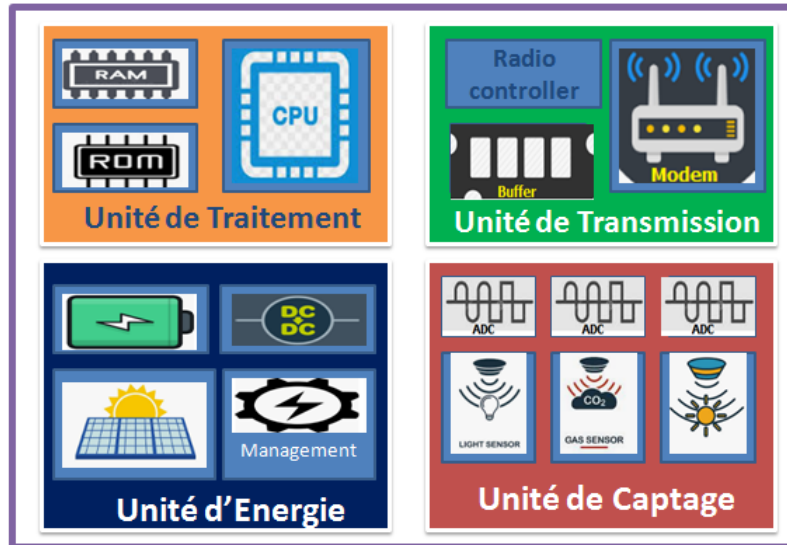 RAM
CPU
ROM
Unité de Traitement
Radio
controller
Buffer
Modem
Unité de Transmission
DC
DC
Management
Unité d’Energie
ADC
ADC
ADC
LIGHT SENSOR
CO₂
GAS SENSOR
Unité de Captage